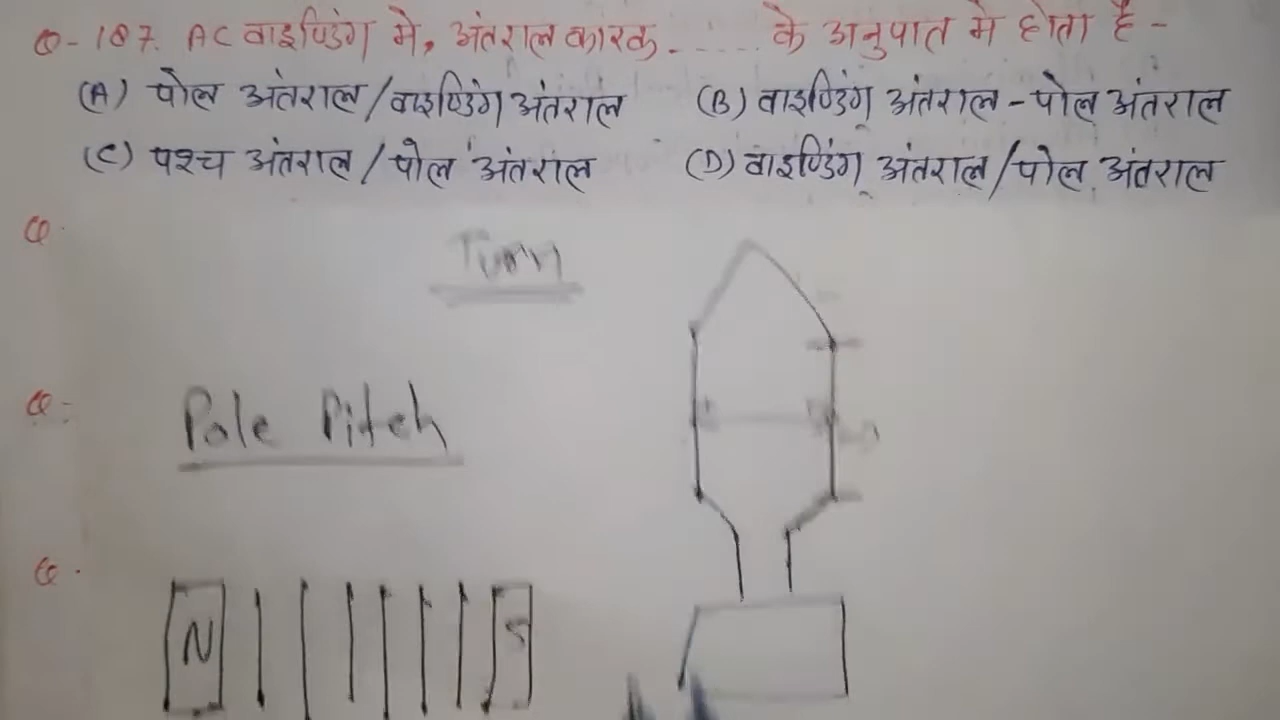 Q-187. AC वाइण्डिंग मे, अंतराल कारक ...... के अनुपात मे होता है -
(A) पोल अंतराल/वाइण्डिंग अंतराल (B) वाइण्डिंग अंतराल-पोल अंतराल
(C) पश्च अंतराल/पोल अंतराल (D) वाइण्डिंग अंतराल/पोल अंतराल
Q.
Turn
Q-
Pole Pitch
Q.
N S